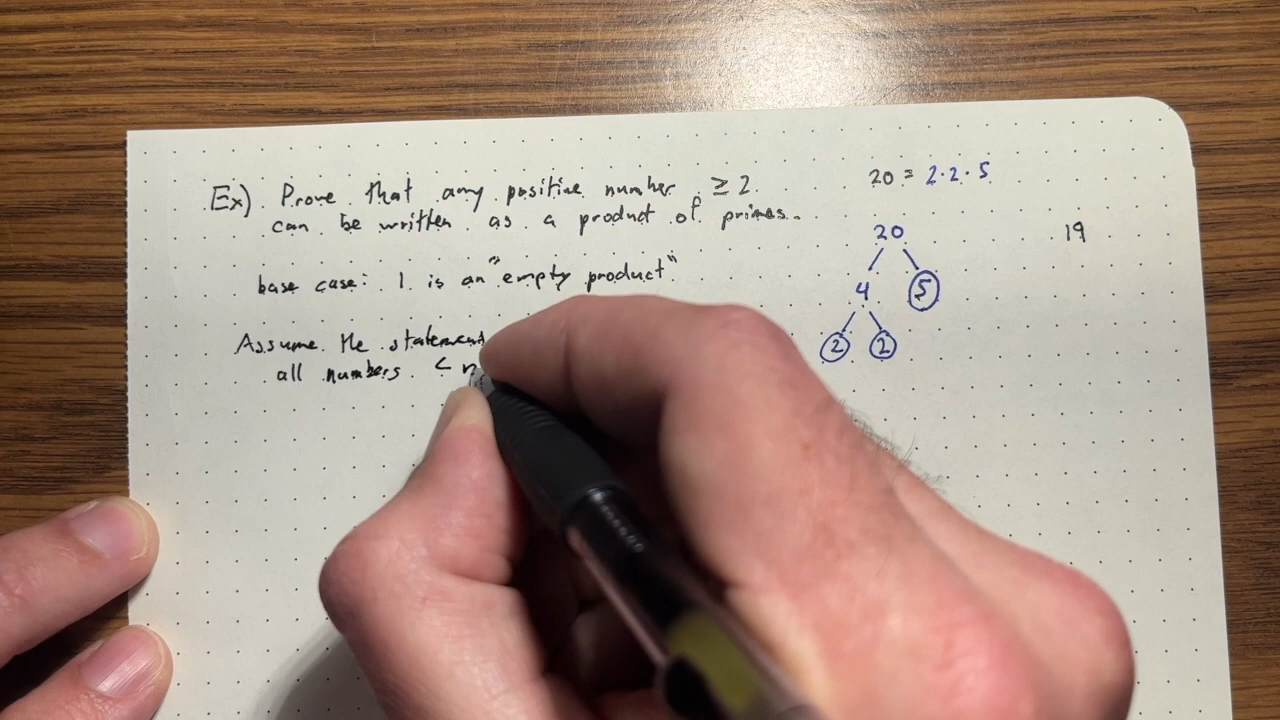 Ex) Prove that any positive number ≥ 2
can be written as a product of primes.
base case: 1 is an "empty product"
Assume the statement
all numbers < n
20 = 2·2·5
20
4 5
2 2
19